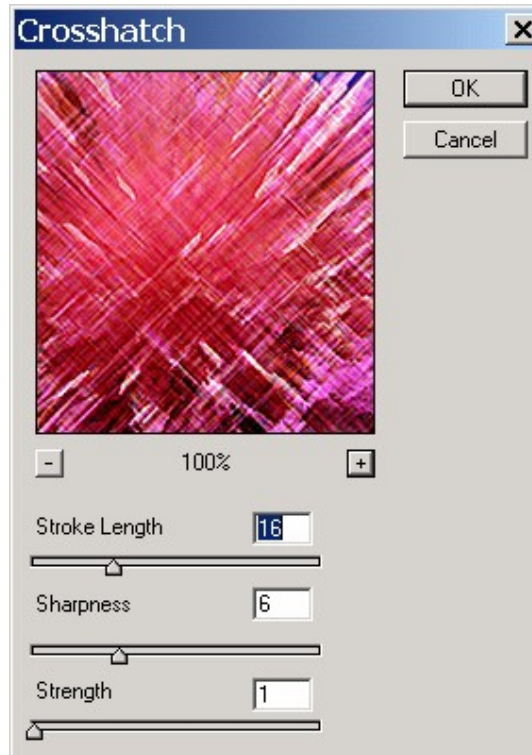 Crosshatch
OK
Cancel
- 100% +
Stroke Length 16
Sharpness 6
Strength 1